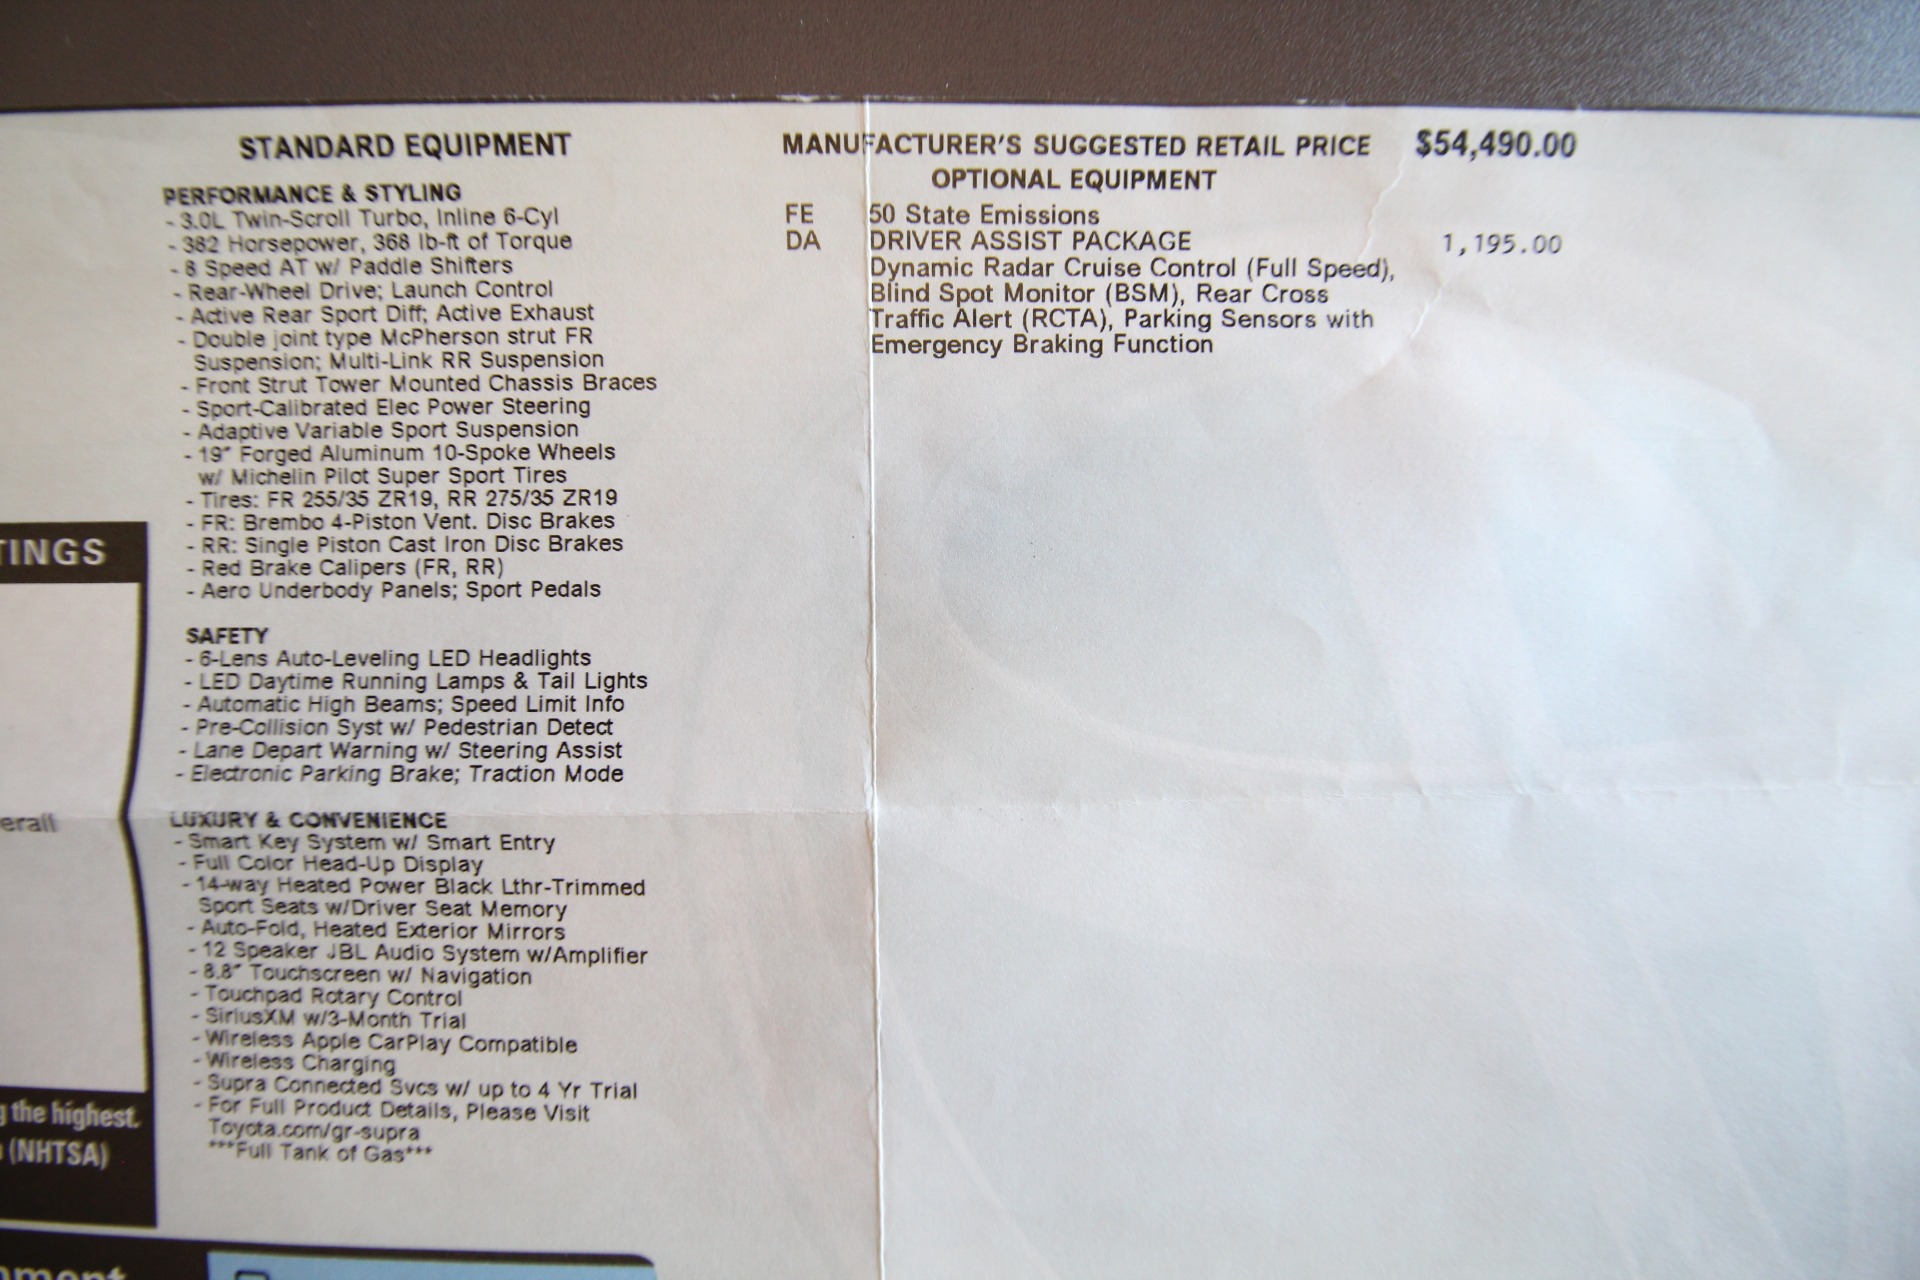 STANDARD EQUIPMENT
PERFORMANCE & STYLING
- 3.0L Twin-Scroll Turbo, Inline 6-Cyl
- 382 Horsepower, 368 lb-ft of Torque
- 8 Speed AT w/ Paddle Shifters
- Rear-Wheel Drive; Launch Control
- Active Rear Sport Diff; Active Exhaust
- Double joint type McPherson strut FR
Suspension; Multi-Link RR Suspension
- Front Strut Tower Mounted Chassis Braces
- Sport-Calibrated Elec Power Steering
- Adaptive Variable Sport Suspension
- 19" Forged Aluminum 10-Spoke Wheels
w/ Michelin Pilot Super Sport Tires
- Tires: FR 255/35 ZR19, RR 275/35 ZR19
- FR: Brembo 4-Piston Vent. Disc Brakes
- RR: Single Piston Cast Iron Disc Brakes
- Red Brake Calipers (FR, RR)
- Aero Underbody Panels; Sport Pedals
SAFETY
- 6-Lens Auto-Leveling LED Headlights
- LED Daytime Running Lamps & Tail Lights
- Automatic High Beams; Speed Limit Info
- Pre-Collision Syst w/ Pedestrian Detect
- Lane Depart Warning w/ Steering Assist
- Electronic Parking Brake; Traction Mode
LUXURY & CONVENIENCE
- Smart Key System w/ Smart Entry
- Full Color Head-Up Display
- 14-way Heated Power Black Lthr-Trimmed
Sport Seats w/Driver Seat Memory
- Auto-Fold, Heated Exterior Mirrors
- 12 Speaker JBL Audio System w/Amplifier
- 8.8" Touchscreen w/ Navigation
- Touchpad Rotary Control
- SiriusXM w/3-Month Trial
- Wireless Apple CarPlay Compatible
- Wireless Charging
- Supra Connected Svcs w/ up to 4 Yr Trial
- For Full Product Details, Please Visit
Toyota.com/gr-supra
***Full Tank of Gas***
MANUFACTURER'S SUGGESTED RETAIL PRICE $54,490.00
OPTIONAL EQUIPMENT
FE 50 State Emissions
DA DRIVER ASSIST PACKAGE 1,195.00
Dynamic Radar Cruise Control (Full Speed),
Blind Spot Monitor (BSM), Rear Cross
Traffic Alert (RCTA), Parking Sensors with
Emergency Braking Function
TINGS
erall
the highest.
(NHTSA)